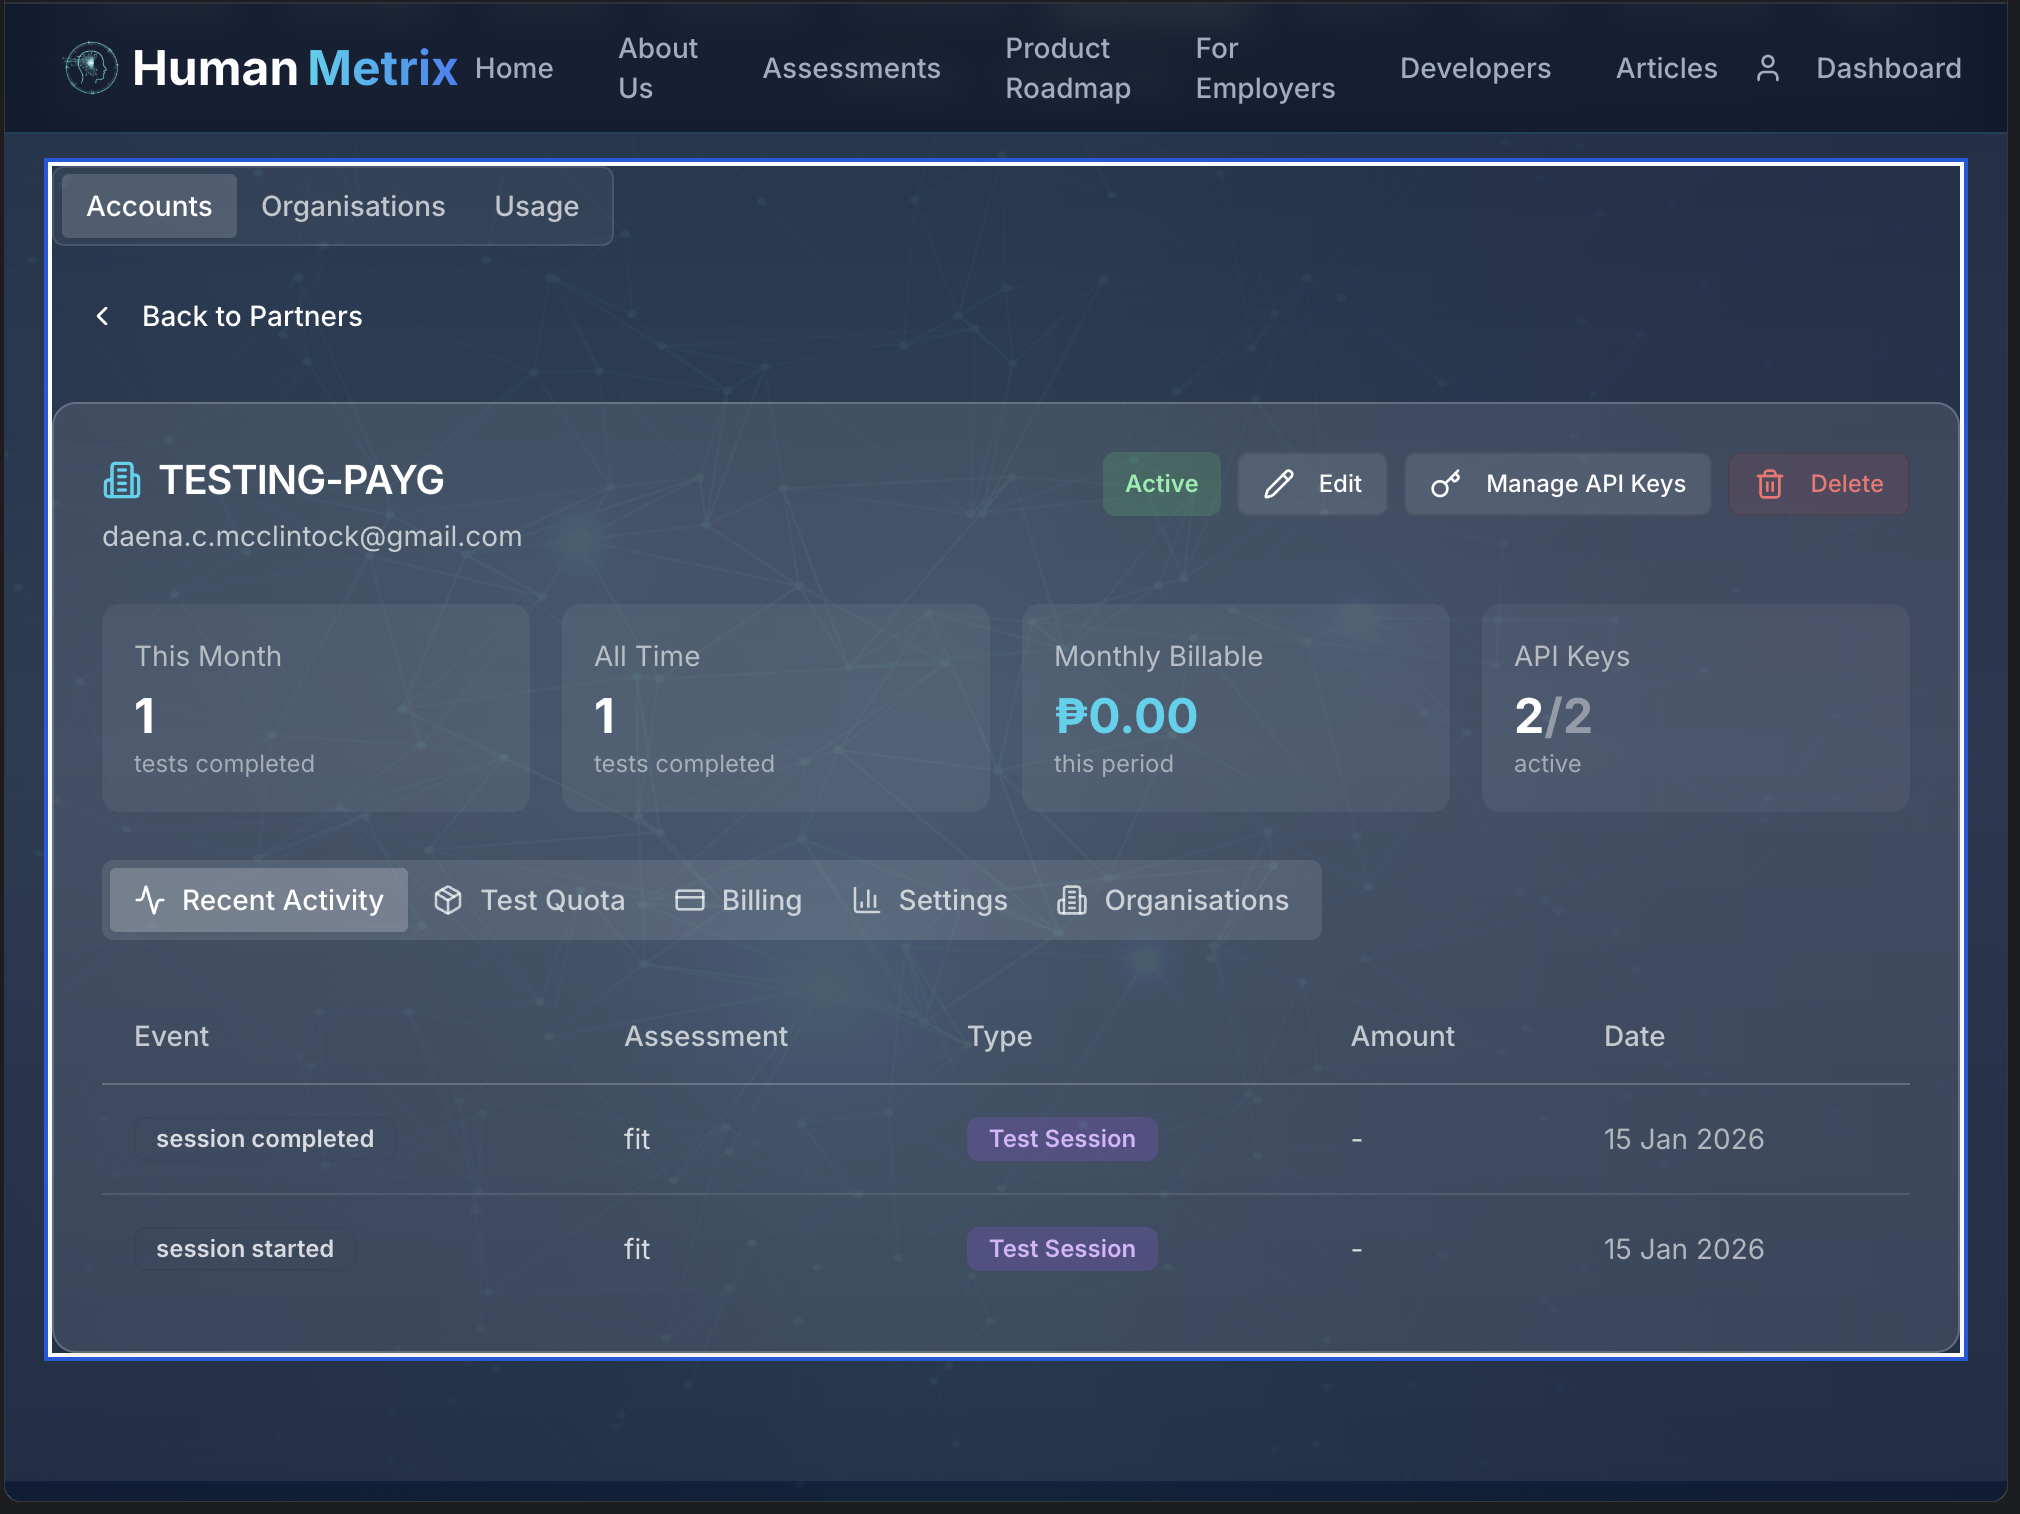 Human Metrix
Home
About Us
Assessments
Product Roadmap
For Employers
Developers
Articles
Dashboard
Accounts
Organisations
Usage
Back to Partners
TESTING-PAYG
daena.c.mcclintock@gmail.com
Active
Edit
Manage API Keys
Delete
This Month
1
tests completed
All Time
1
tests completed
Monthly Billable
₱0.00
this period
API Keys
2/2
active
Recent Activity
Test Quota
Billing
Settings
Organisations
Event Assessment Type Amount Date
session completed fit Test Session - 15 Jan 2026
session started fit Test Session - 15 Jan 2026